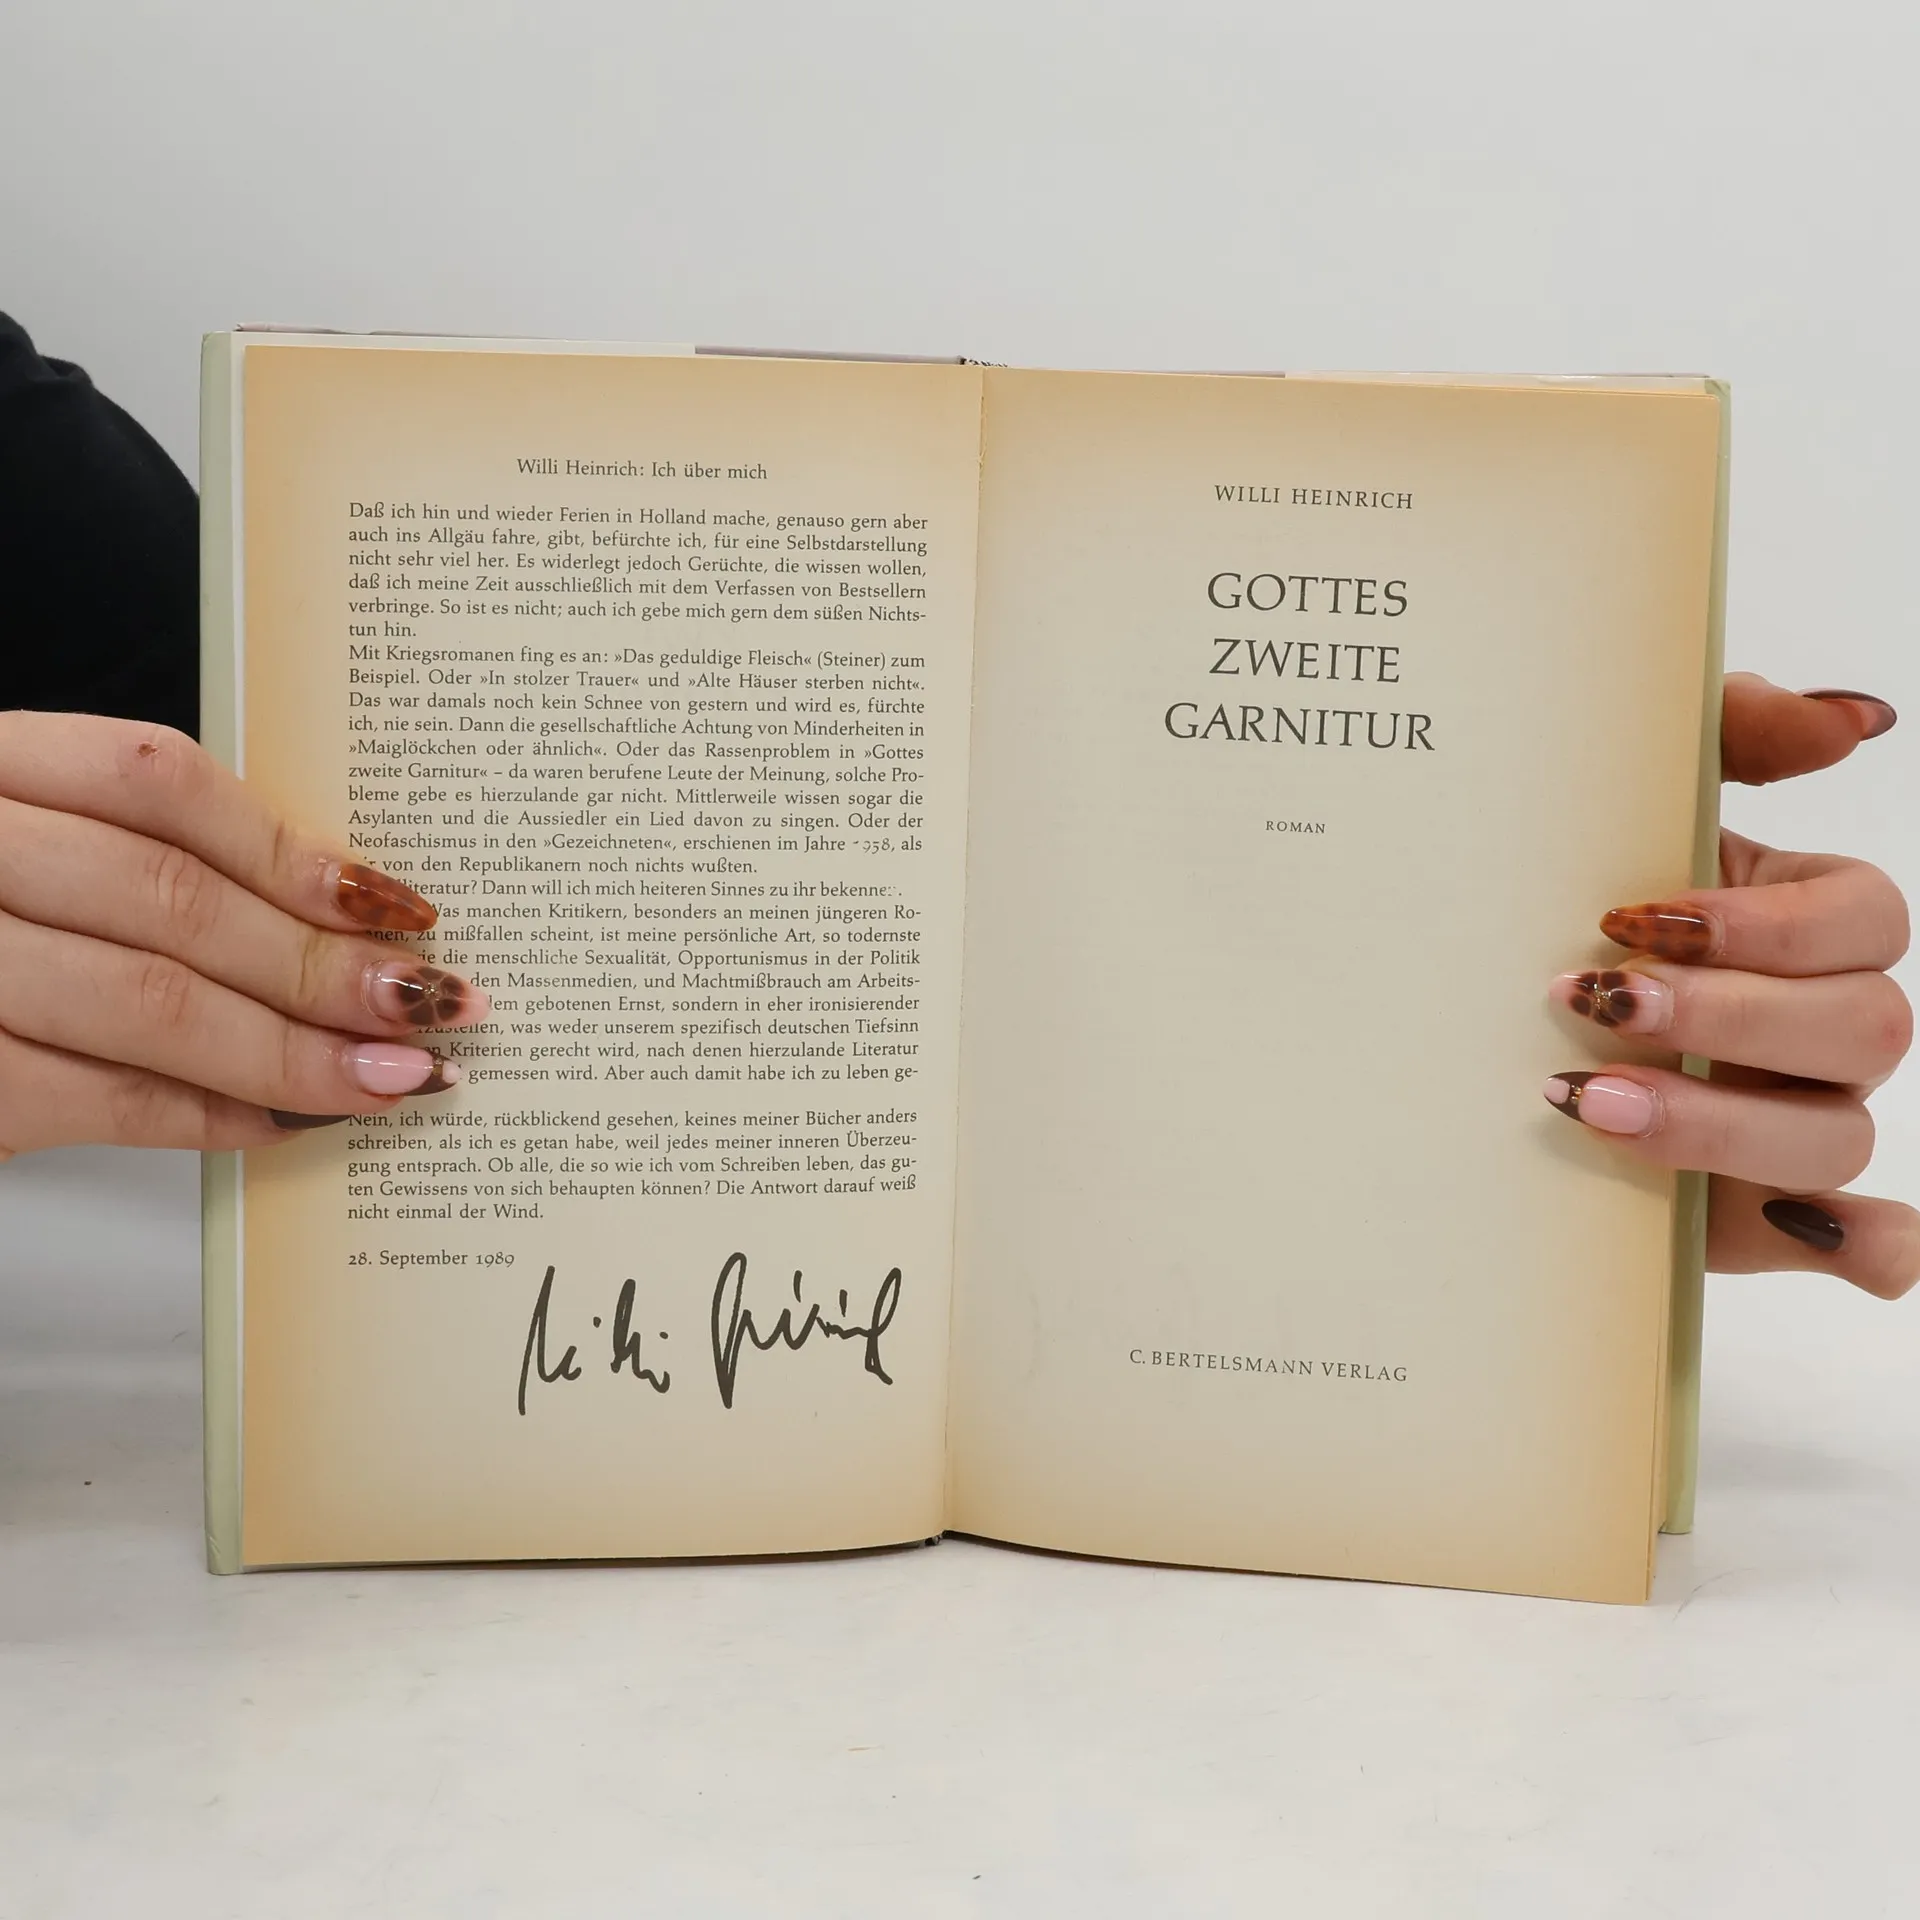 Willi Heinrich: Ich über mich
Daß ich hin und wieder Ferien in Holland mache, genauso gern aber
auch ins Allgäu fahre, gibt, befürchte ich, für eine Selbstdarstellung
nicht sehr viel her. Es widerlegt jedoch Gerüchte, die wissen wollen,
daß ich meine Zeit ausschließlich mit dem Verfassen von Bestsellern
verbringe. So ist es nicht; auch ich gebe mich gern dem süßen Nichts-
tun hin.
Mit Kriegsromanen fing es an: »Das geduldige Fleisch« (Steiner) zum
Beispiel. Oder »In stolzer Trauer« und »Alte Häuser sterben nicht«.
Das war damals noch kein Schnee von gestern und wird es, fürchte
ich, nie sein. Dann die gesellschaftliche Achtung von Minderheiten in
»Maiglöckchen oder ähnlich«. Oder das Rassenproblem in »Gottes
zweite Garnitur« – da waren berufene Leute der Meinung, solche Pro-
bleme gebe es hierzulande gar nicht. Mittlerweile wissen sogar die
Asylanten und die Aussiedler ein Lied davon zu singen. Oder der
Neofaschismus in den »Gezeichneten«, erschienen im Jahre 1958, als
von den Republikanern noch nichts wußten.
Dann will ich mich heiteren Sinnes zu ihr bekennen.
Was manchen Kritikern, besonders an meinen jüngeren Ro-
zu mißfallen scheint, ist meine persönliche Art, so todernste
die menschliche Sexualität, Opportunismus in der Politik
den Massenmedien, und Machtmißbrauch am Arbeits-
gebotenen Ernst, sondern in eher ironisierender
was weder unserem spezifisch deutschen Tiefsinn
Kriterien gerecht wird, nach denen hierzulande Literatur
gemessen wird. Aber auch damit habe ich zu leben ge-
Nein, ich würde, rückblickend gesehen, keines meiner Bücher anders
schreiben, als ich es getan habe, weil jedes meiner inneren Überzeu-
gung entsprach. Ob alle, die so wie ich vom Schreiben leben, das gu-
ten Gewissens von sich behaupten können? Die Antwort darauf weiß
nicht einmal der Wind.
28. September 1989
WILLI HEINRICH
GOTTES
ZWEITE
GARNITUR
ROMAN
C. BERTELSMANN VERLAG